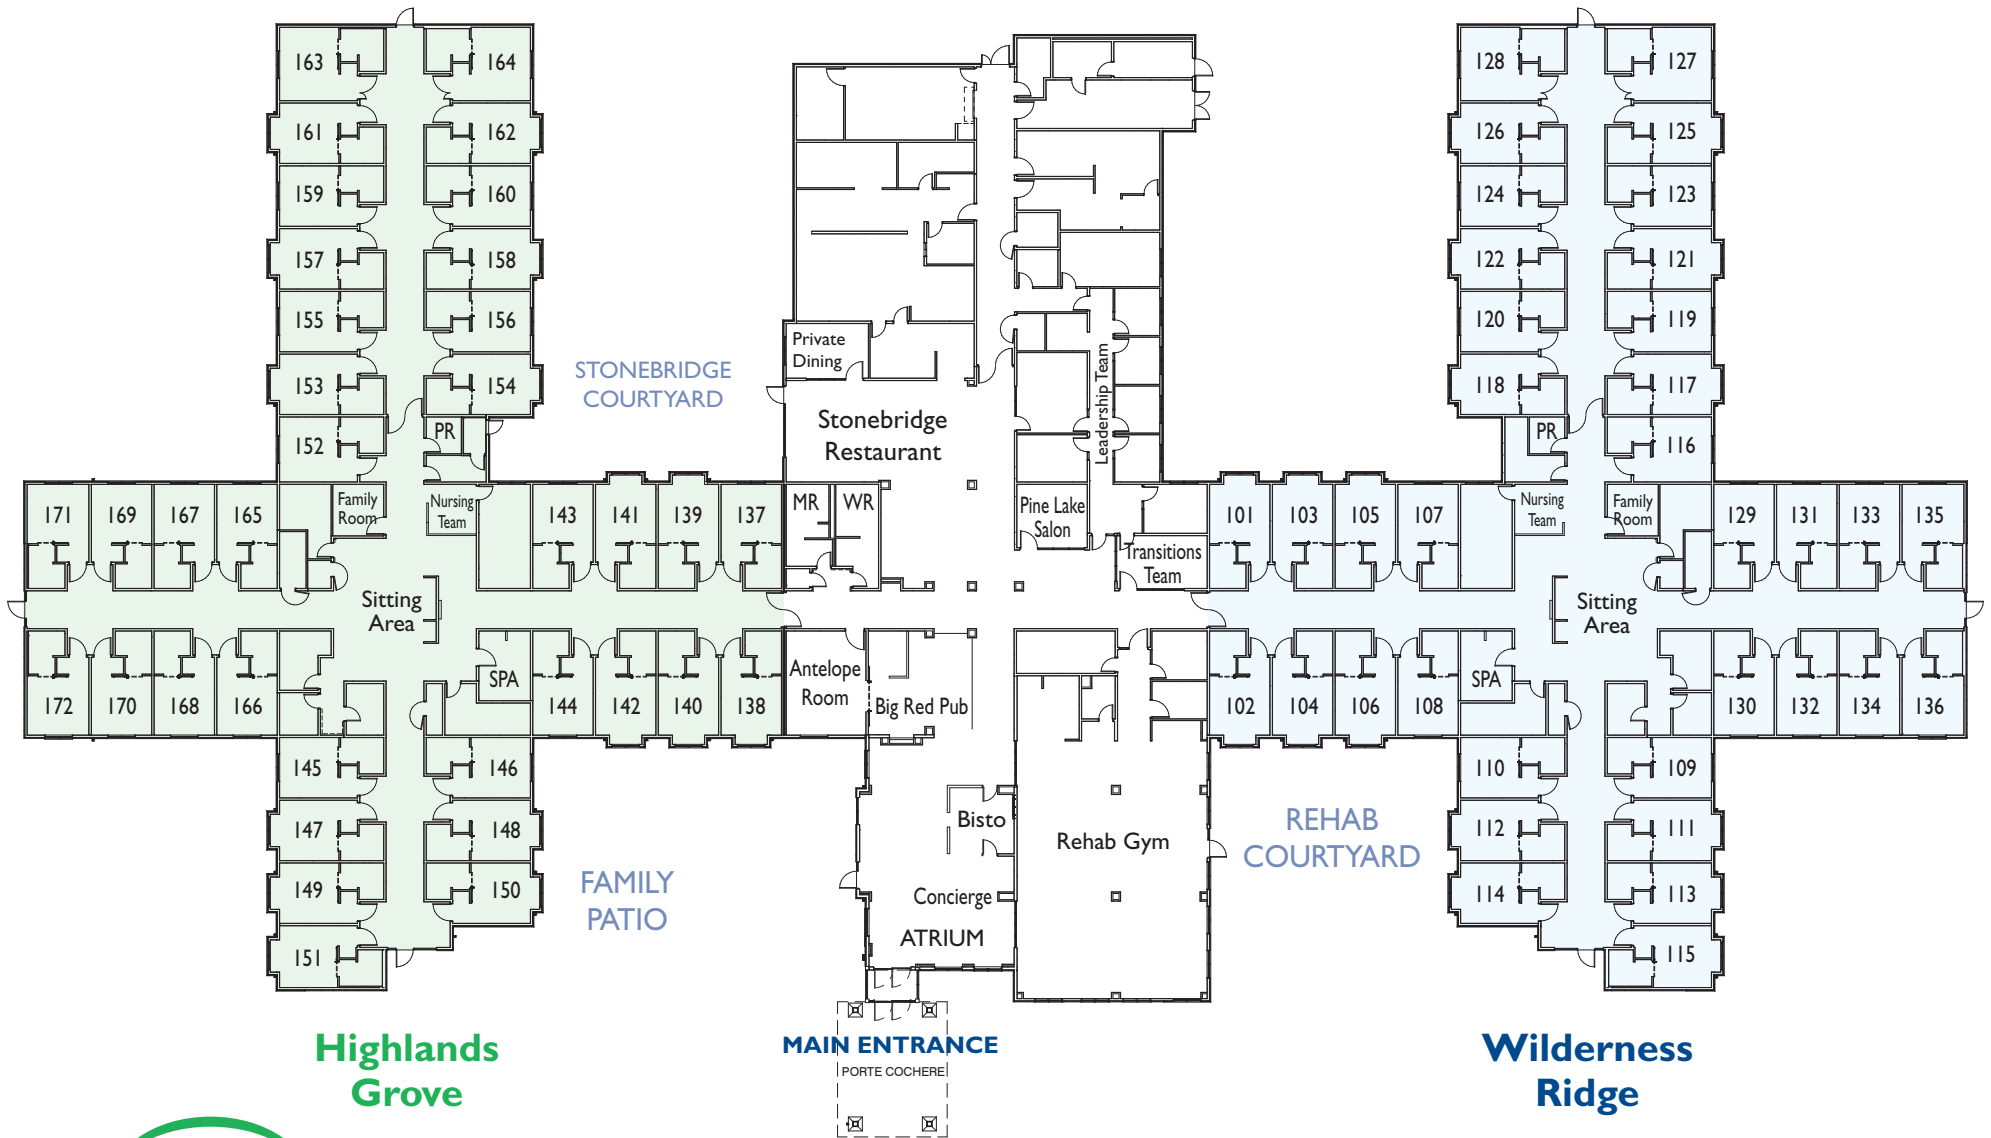 163
164
128
127
161
162
126
125
159
160
124
123
157
158
122
121
155
156
120
119
153
154
118
117
152
PR
PR
116
STONEBRIDGE
COURTYARD
Private
Dining
Stonebridge
Restaurant
Leadership Team
171
169
167
165
Family
Room
Nursing
Team
143
141
139
137
MR
WR
Pine Lake
Salon
Transitions
Team
101
103
105
107
Nursing
Team
Family
Room
129
131
133
135
Sitting
Area
Sitting
Area
172
170
168
166
SPA
144
142
140
138
Antelope
Room
Big Red Pub
102
104
106
108
SPA
130
132
134
136
145
146
110
109
147
148
112
111
149
150
114
113
151
115
FAMILY
PATIO
Bisto
Concierge
ATRIUM
Rehab Gym
REHAB
COURTYARD
Highlands
Grove
MAIN ENTRANCE
PORTE COCHERE
Wilderness
Ridge